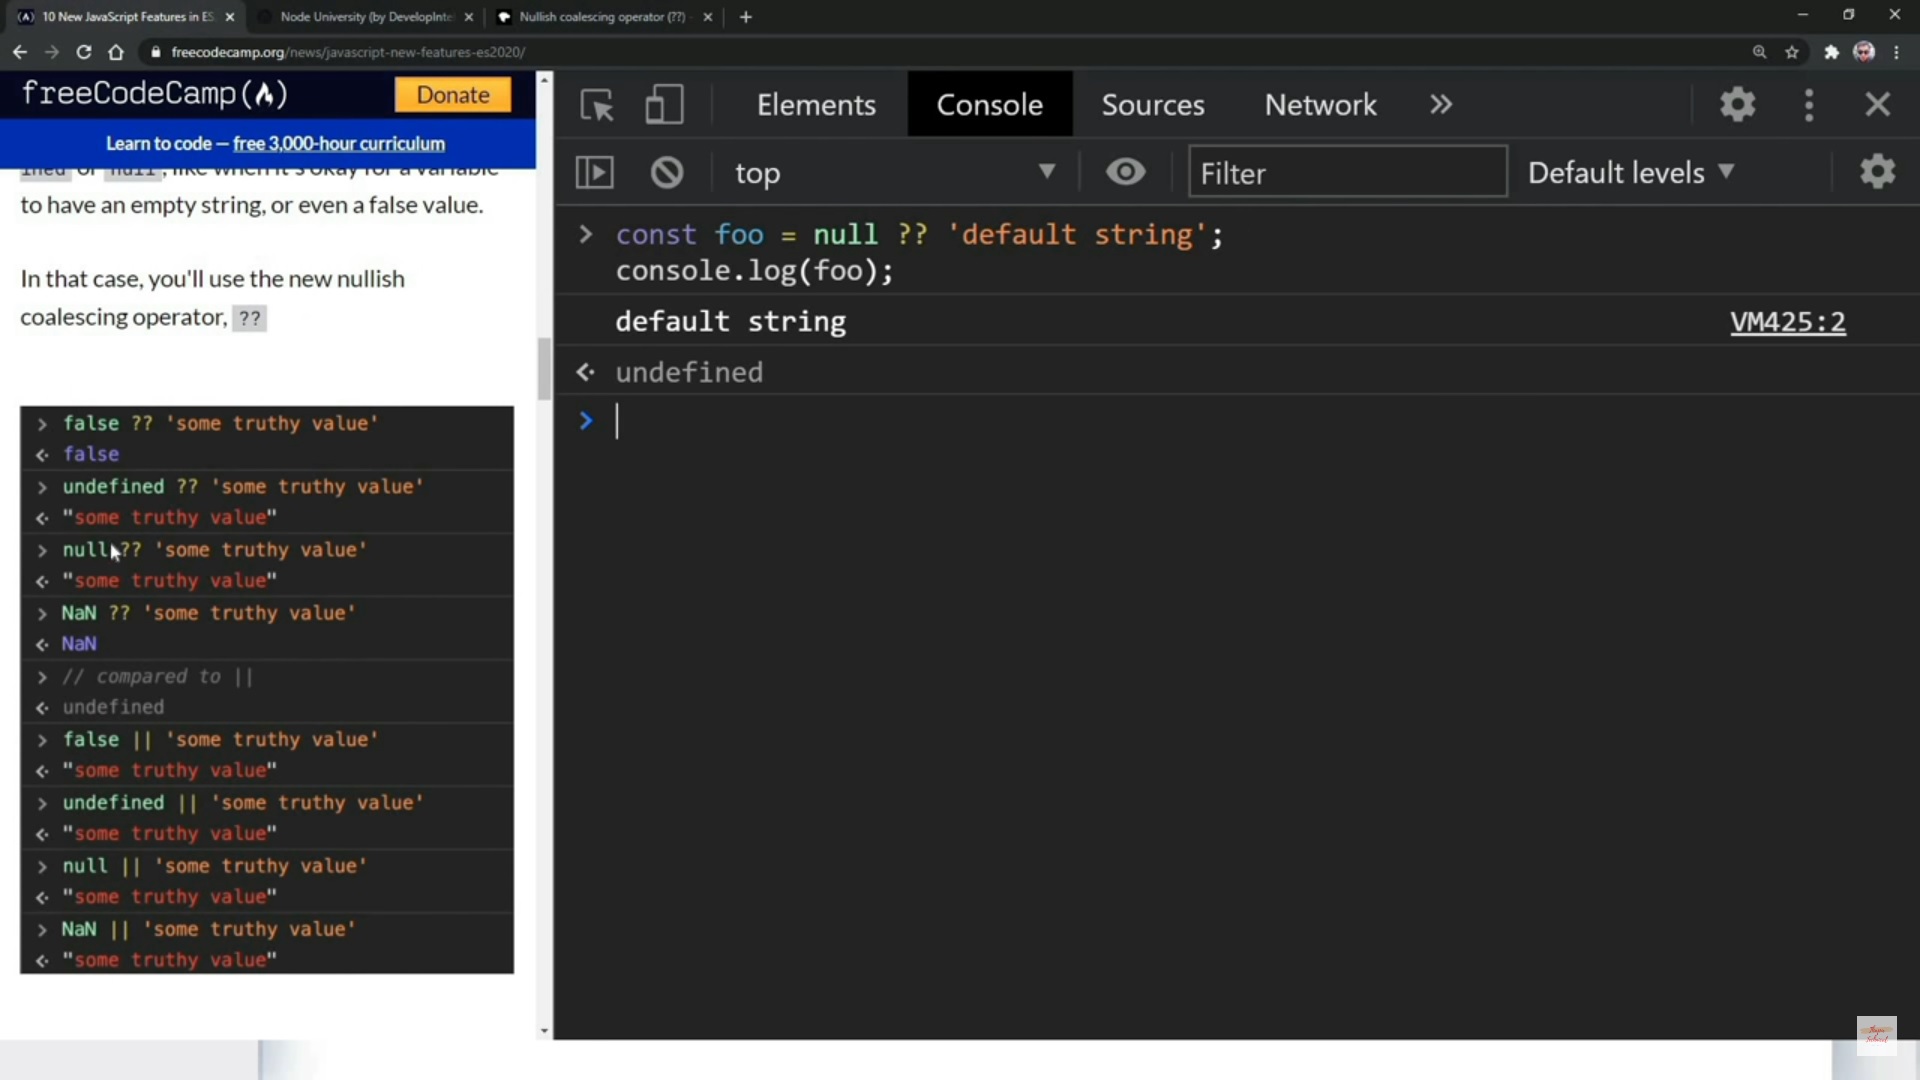 10 New JavaScript Features in ES
Node University (by DevelopInte
Nullish coalescing operator (??)
freecodecamp.org/news/javascript-new-features-es2020/
freeCodeCamp(
)
Donate
Learn to code — free 3,000-hour curriculum
ined or null, like when it's okay for a variable
to have an empty string, or even a false value.
In that case, you'll use the new nullish
coalescing operator, ??
> false ?? 'some truthy value'
< false
> undefined ?? 'some truthy value'
< "some truthy value"
> null ?? 'some truthy value'
< "some truthy value"
> NaN ?? 'some truthy value'
< NaN
> // compared to ||
< undefined
> false || 'some truthy value'
< "some truthy value"
> undefined || 'some truthy value'
< "some truthy value"
> null || 'some truthy value'
< "some truthy value"
> NaN || 'some truthy value'
< "some truthy value"
Elements Console Sources Network »
top Filter Default levels
> const foo = null ?? 'default string';
console.log(foo);
default string VM425:2
< undefined
>